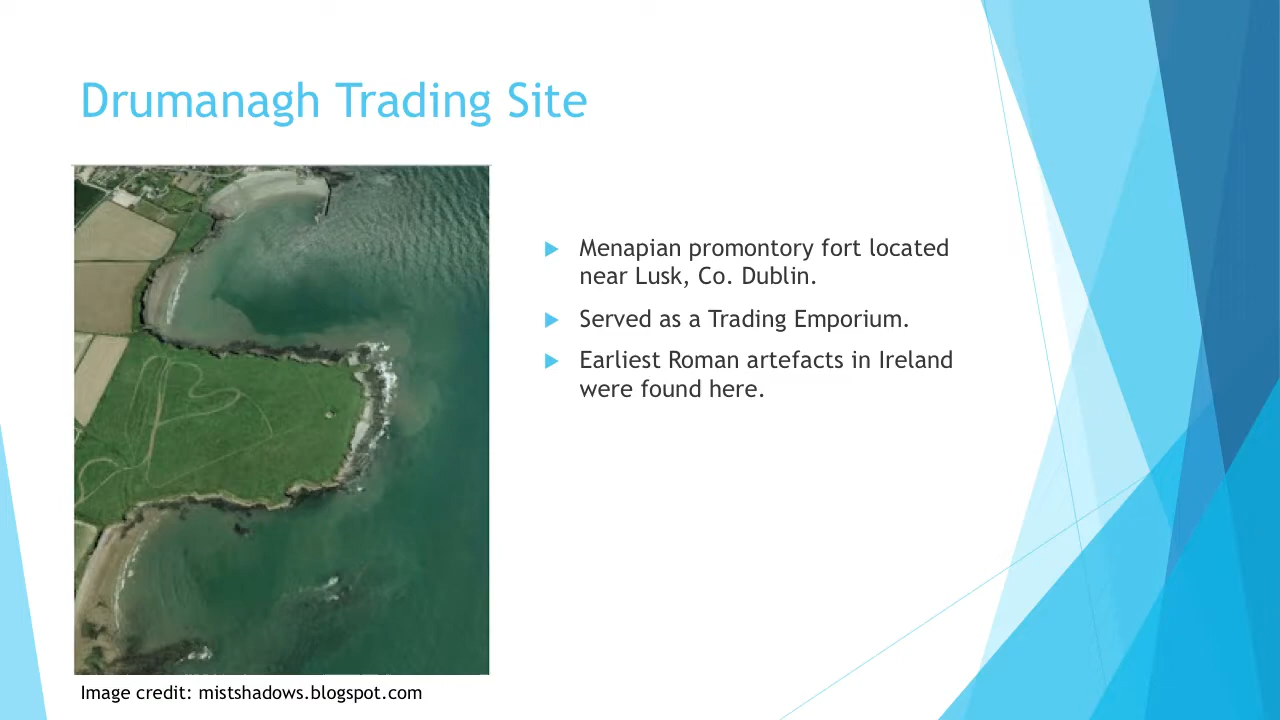 Drumanagh Trading Site
Menapian promontory fort located
near Lusk, Co. Dublin.
Served as a Trading Emporium.
Earliest Roman artefacts in Ireland
were found here.
Image credit: mistshadows.blogspot.com